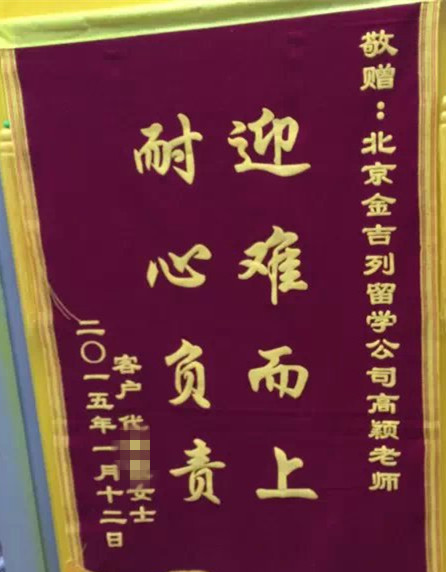 敬赠：北京金吉列留学公司高颖老师
迎难而上
耐心负责
客户代女士
二〇一五年一月十二日